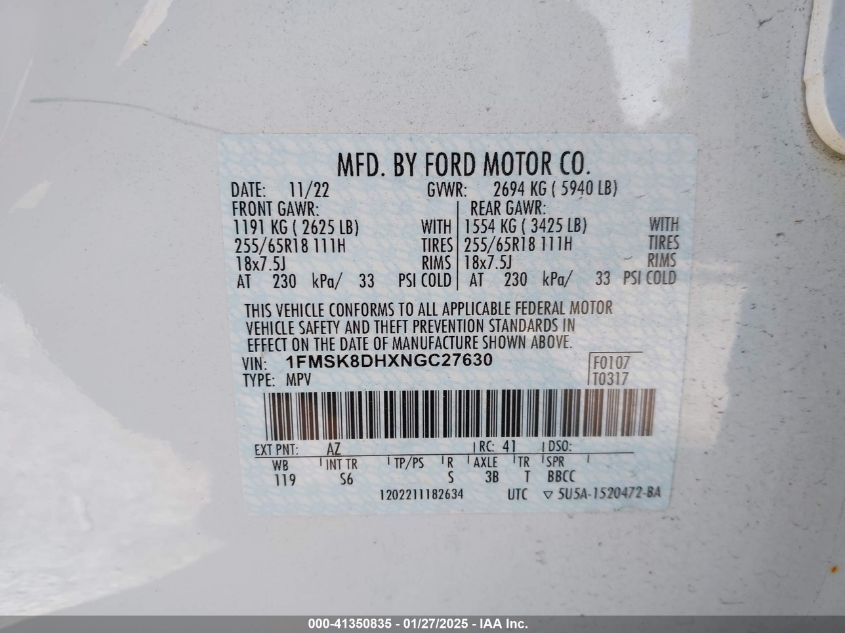 MFD. BY FORD MOTOR CO.
DATE: 11/22 GVWR: 2694 KG ( 5940 LB)
FRONT GAWR: REAR GAWR:
1191 KG ( 2625 LB) WITH 1554 KG ( 3425 LB) WITH
255/65R18 111H TIRES 255/65R18 111H TIRES
18x7.5J RIMS 18x7.5J RIMS
AT 230 kPa/ 33 PSI COLD AT 230 kPa/ 33 PSI COLD
THIS VEHICLE CONFORMS TO ALL APPLICABLE FEDERAL MOTOR
VEHICLE SAFETY AND THEFT PREVENTION STANDARDS IN
EFFECT ON THE DATE OF MANUFACTURE SHOWN ABOVE.
VIN: 1FMSK8DHXNGC27630 F0107
TYPE: MPV T0317
EXT PNT: AZ RC: 41 DSO:
WB INT TR TP/PS R AXLE TR SPR
119 S6 S 3B T BBCC
1202211182634 UTC ▽ 5U5A-1520472-BA
000-41350835 - 01/27/2025 - IAA Inc.